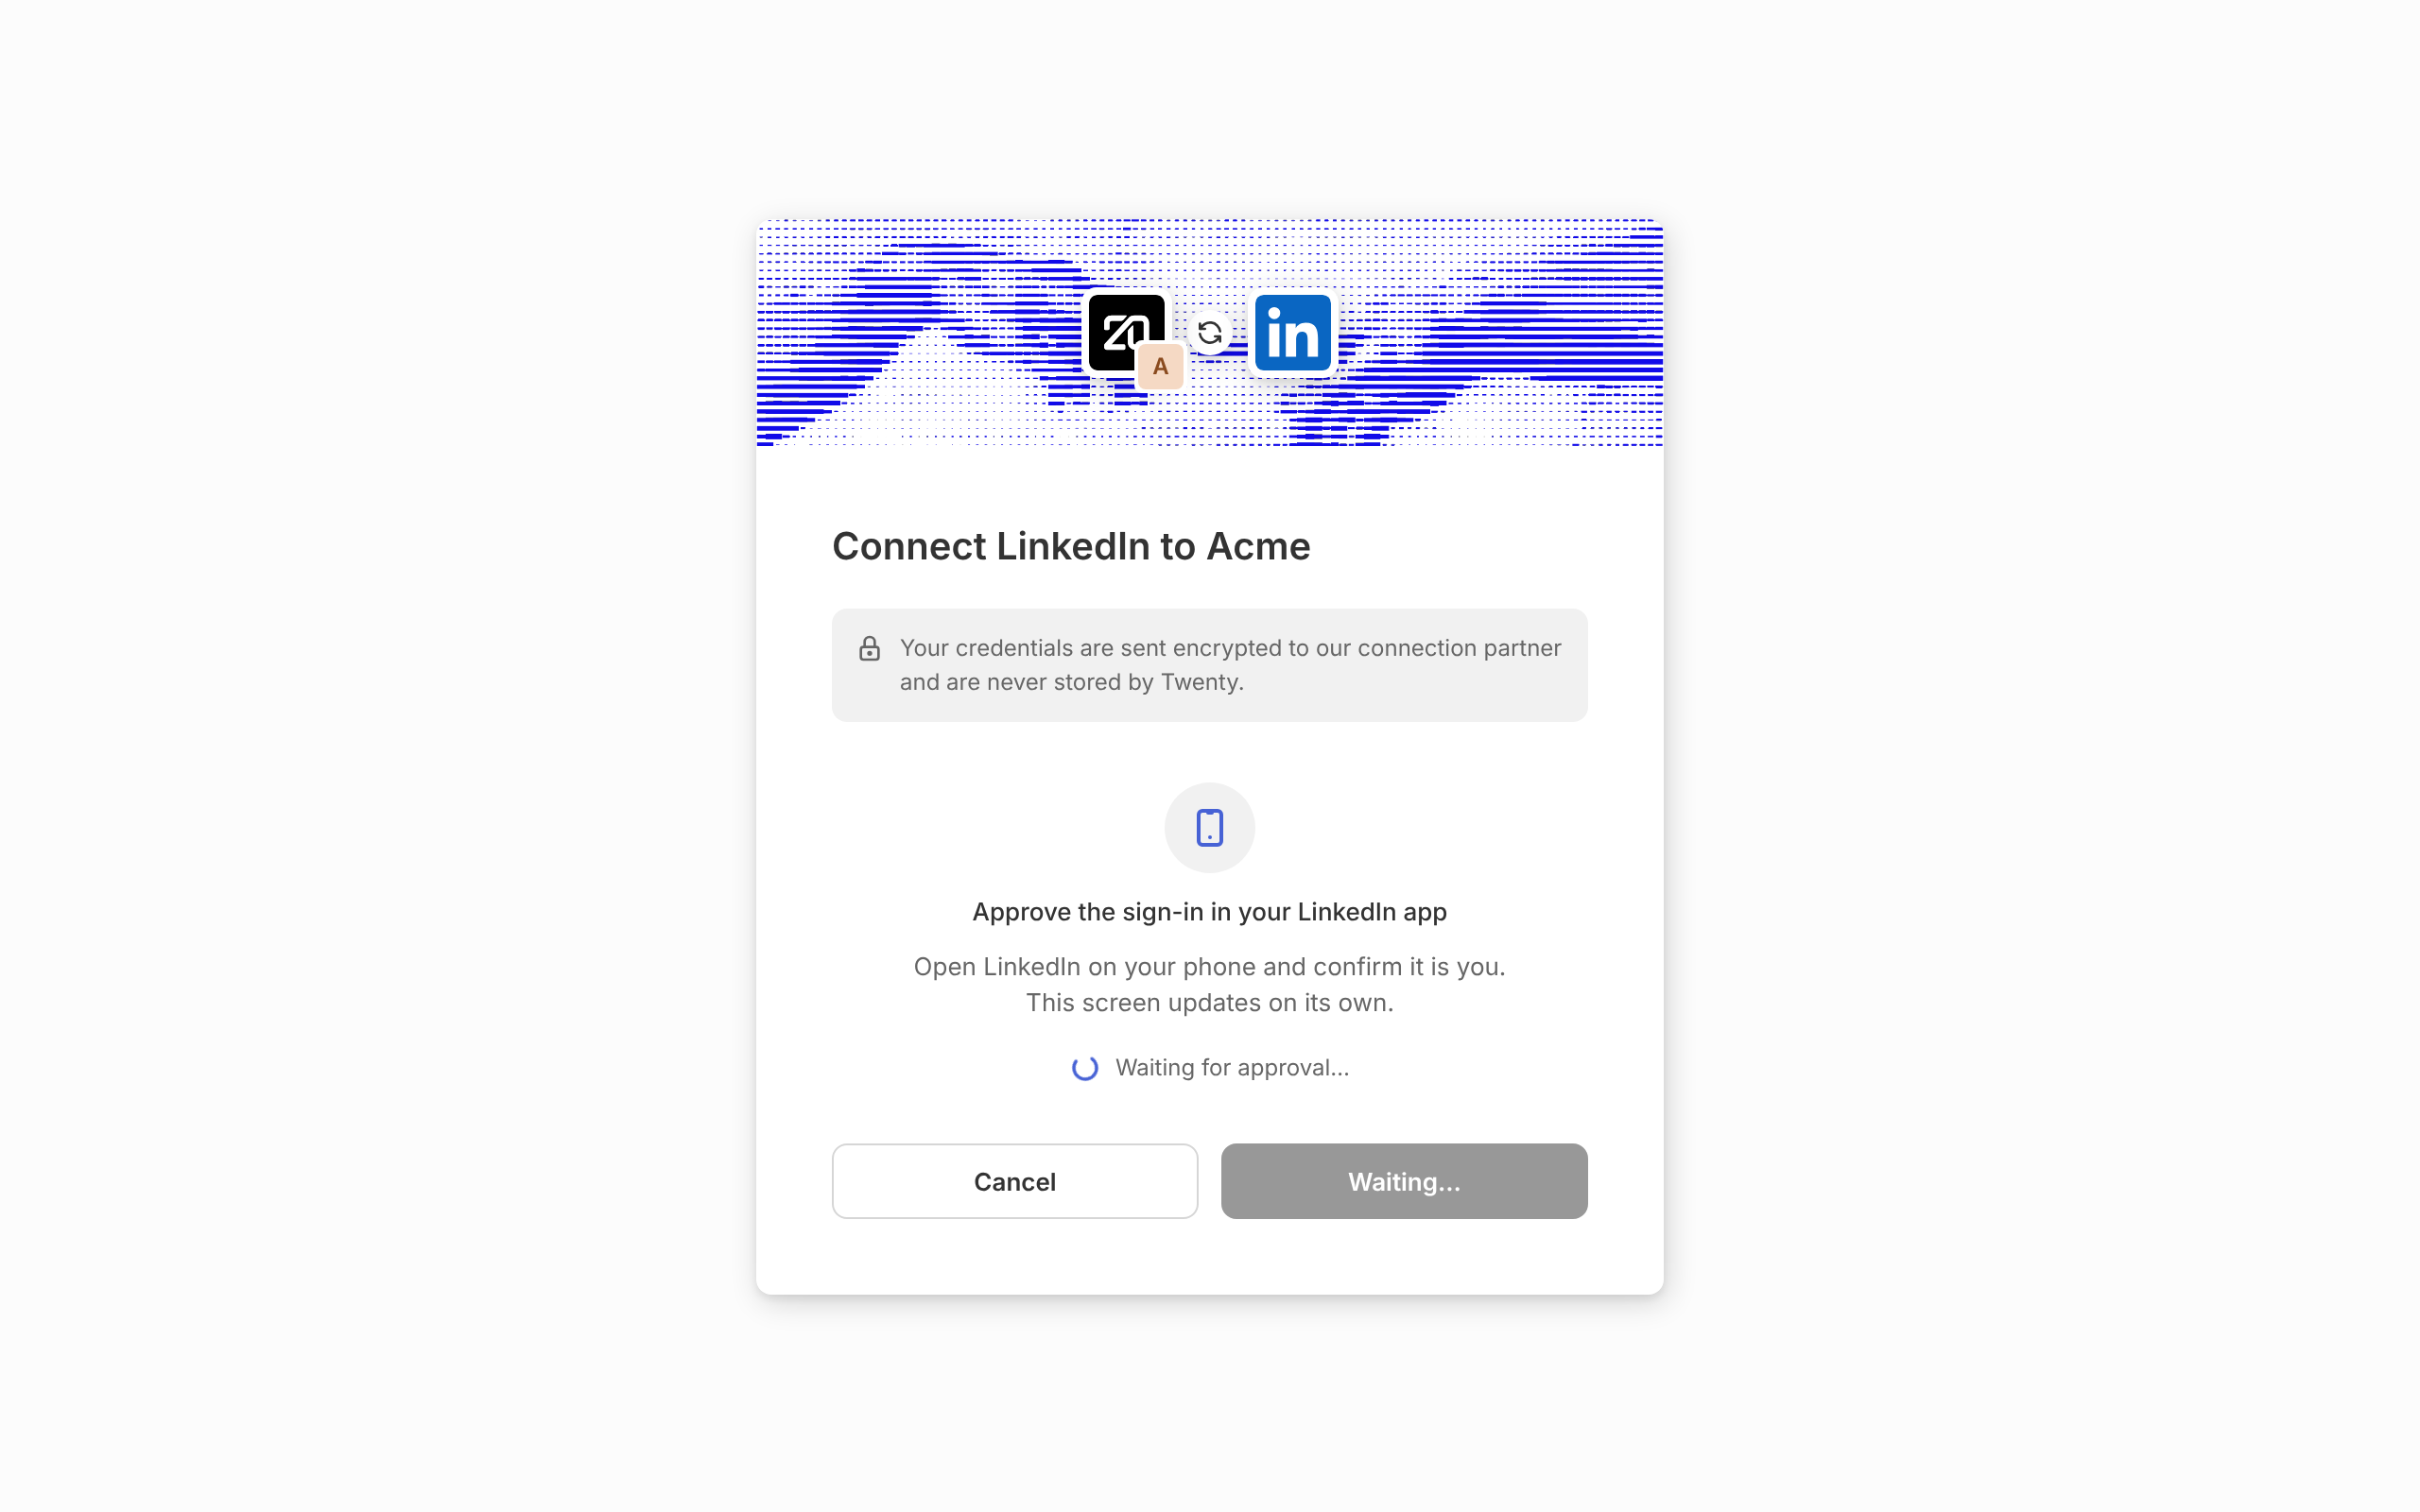 in
A
Connect LinkedIn to Acme
Your credentials are sent encrypted to our connection partner
and are never stored by Twenty.
Approve the sign-in in your LinkedIn app
Open LinkedIn on your phone and confirm it is you.
This screen updates on its own.
Waiting for approval...
Cancel
Waiting...